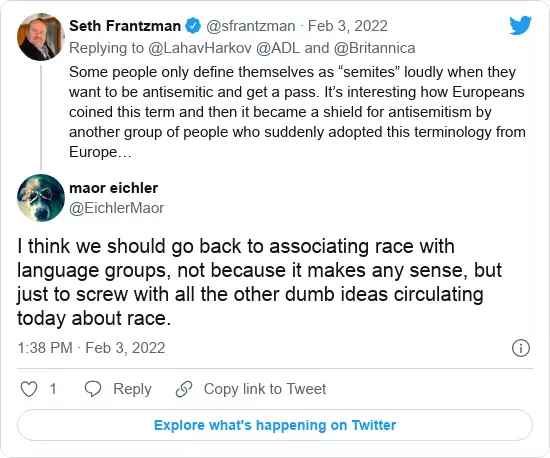 Seth Frantzman @sfrantzman · Feb 3, 2022
Replying to @LahavHarkov @ADL and @Britannica
Some people only define themselves as “semites” loudly when they
want to be antisemitic and get a pass. It’s interesting how Europeans
coined this term and then it became a shield for antisemitism by
another group of people who suddenly adopted this terminology from
Europe…
maor eichler
@EichlerMaor
I think we should go back to associating race with
language groups, not because it makes any sense, but
just to screw with all the other dumb ideas circulating
today about race.
1:38 PM · Feb 3, 2022
1 Reply Copy link to Tweet
Explore what's happening on Twitter